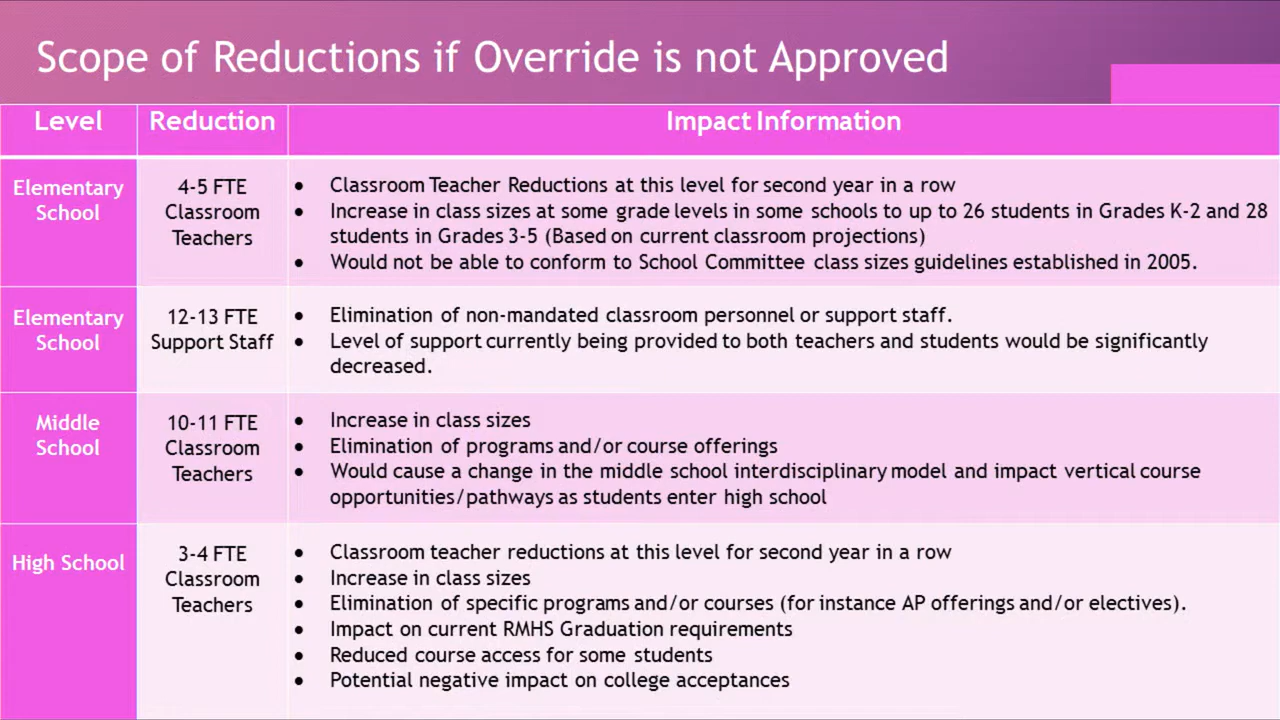 Scope of Reductions if Override is not Approved
Level
Reduction
Impact Information
Elementary
School
4-5 FTE
Classroom
Teachers
• Classroom Teacher Reductions at this level for second year in a row
• Increase in class sizes at some grade levels in some schools to up to 26 students in Grades K-2 and 28
students in Grades 3-5 (Based on current classroom projections)
• Would not be able to conform to School Committee class sizes guidelines established in 2005.
Elementary
School
12-13 FTE
Support Staff
• Elimination of non-mandated classroom personnel or support staff.
• Level of support currently being provided to both teachers and students would be significantly
decreased.
Middle
School
10-11 FTE
Classroom
Teachers
• Increase in class sizes
• Elimination of programs and/or course offerings
• Would cause a change in the middle school interdisciplinary model and impact vertical course
opportunities/pathways as students enter high school
High School
3-4 FTE
Classroom
Teachers
• Classroom teacher reductions at this level for second year in a row
• Increase in class sizes
• Elimination of specific programs and/or courses (for instance AP offerings and/or electives).
• Impact on current RMHS Graduation requirements
• Reduced course access for some students
• Potential negative impact on college acceptances